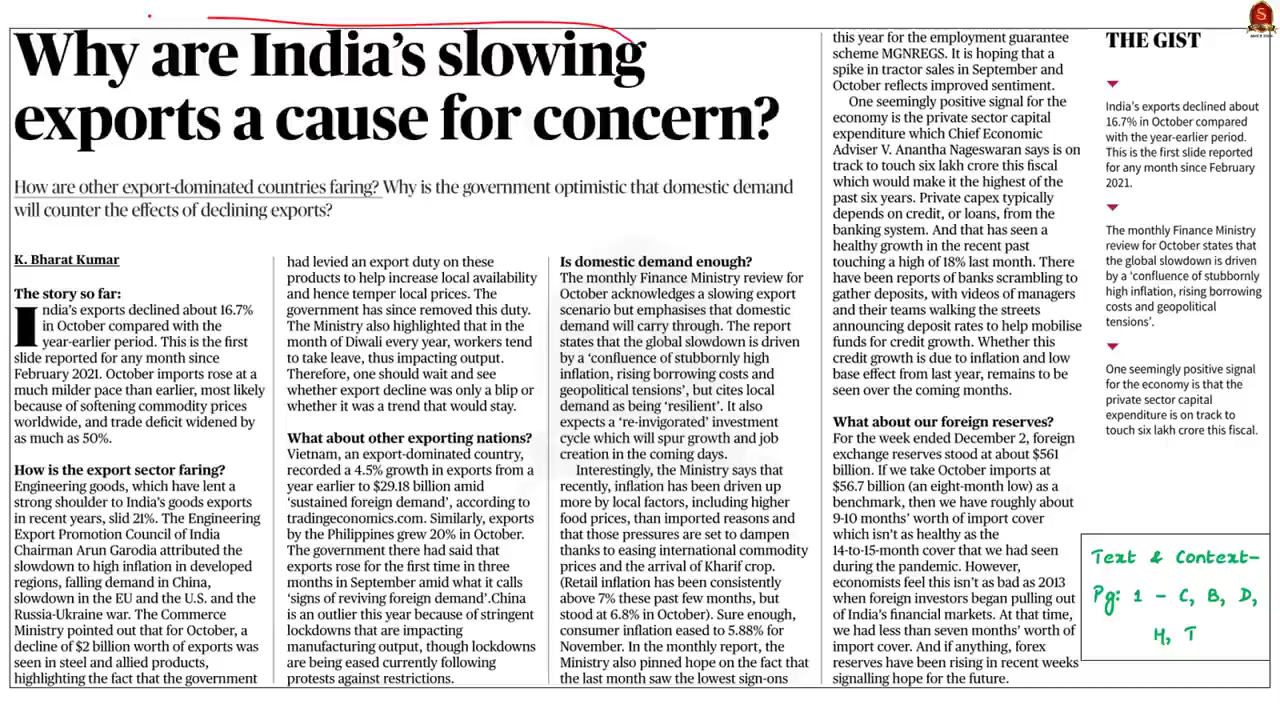 Why are India's slowing
exports a cause for concern?
How are other export-dominated countries faring? Why is the government optimistic that domestic demand
will counter the effects of declining exports?
K. Bharat Kumar
The story so far:
India's exports declined about 16.7%
in October compared with the
year-earlier period. This is the first
slide reported for any month since
February 2021. October imports rose at a
much milder pace than earlier, most likely
because of softening commodity prices
worldwide, and trade deficit widened by
as much as 50%.
How is the export sector faring?
Engineering goods, which have lent a
strong shoulder to India's goods exports
in recent years, slid 21%. The Engineering
Export Promotion Council of India
Chairman Arun Garodia attributed the
slowdown to high inflation in developed
regions, falling demand in China,
slowdown in the EU and the U.S. and the
Russia-Ukraine war. The Commerce
Ministry pointed out that for October, a
decline of $2 billion worth of exports was
seen in steel and allied products,
highlighting the fact that the government
had levied an export duty on these
products to help increase local availability
and hence temper local prices. The
government has since removed this duty.
The Ministry also highlighted that in the
month of Diwali every year, workers tend
to take leave, thus impacting output.
Therefore, one should wait and see
whether export decline was only a blip or
whether it was a trend that would stay.
What about other exporting nations?
Vietnam, an export-dominated country,
recorded a 4.5% growth in exports from a
year earlier to $29.18 billion amid
'sustained foreign demand', according to
tradingeconomics.com. Similarly, exports
by the Philippines grew 20% in October.
The government there had said that
exports rose for the first time in three
months in September amid what it calls
'signs of reviving foreign demand'.China
is an outlier this year because of stringent
lockdowns that are impacting
manufacturing output, though lockdowns
are being eased currently following
protests against restrictions.
Is domestic demand enough?
The monthly Finance Ministry review for
October acknowledges a slowing export
scenario but emphasises that domestic
demand will carry through. The report
states that the global slowdown is driven
by a 'confluence of stubbornly high
inflation, rising borrowing costs and
geopolitical tensions', but cites local
demand as being 'resilient'. It also
expects a 're-invigorated' investment
cycle which will spur growth and job
creation in the coming days.
Interestingly, the Ministry says that
recently, inflation has been driven up
more by local factors, including higher
food prices, than imported reasons and
that those pressures are set to dampen
thanks to easing international commodity
prices and the arrival of Kharif crop.
(Retail inflation has been consistently
above 7% these past few months, but
stood at 6.8% in October). Sure enough,
consumer inflation eased to 5.88% for
November. In the monthly report, the
Ministry also pinned hope on the fact that
the last month saw the lowest sign-ons
this year for the employment guarantee
scheme MGNREGS. It is hoping that a
spike in tractor sales in September and
October reflects improved sentiment.
One seemingly positive signal for the
economy is the private sector capital
expenditure which Chief Economic
Adviser V. Anantha Nageswaran says is on
track to touch six lakh crore this fiscal
which would make it the highest of the
past six years. Private capex typically
depends on credit, or loans, from the
banking system. And that has seen a
healthy growth in the recent past
touching a high of 18% last month. There
have been reports of banks scrambling to
gather deposits, with videos of managers
and their teams walking the streets
announcing deposit rates to help mobilise
funds for credit growth. Whether this
credit growth is due to inflation and low
base effect from last year, remains to be
seen over the coming months.
What about our foreign reserves?
For the week ended December 2, foreign
exchange reserves stood at about $561
billion. If we take October imports at
$56.7 billion (an eight-month low) as a
benchmark, then we have roughly about
9-10 months' worth of import cover
which isn't as healthy as the
14-to-15-month cover that we had seen
during the pandemic. However,
economists feel this isn't as bad as 2013
when foreign investors began pulling out
of India's financial markets. At that time,
we had less than seven months' worth of
import cover. And if anything, forex
reserves have been rising in recent weeks
signalling hope for the future.
THE GIST
India's exports declined about
16.7% in October compared
with the year-earlier period.
This is the first slide reported
for any month since February
2021.
The monthly Finance Ministry
review for October states that
the global slowdown is driven
by a 'confluence of stubbornly
high inflation, rising borrowing
costs and geopolitical
tensions'.
One seemingly positive signal
for the economy is that the
private sector capital
expenditure is on track to
touch six lakh crore this fiscal.
Text & Context-
Pg: 1 - C, B, D,
H, T